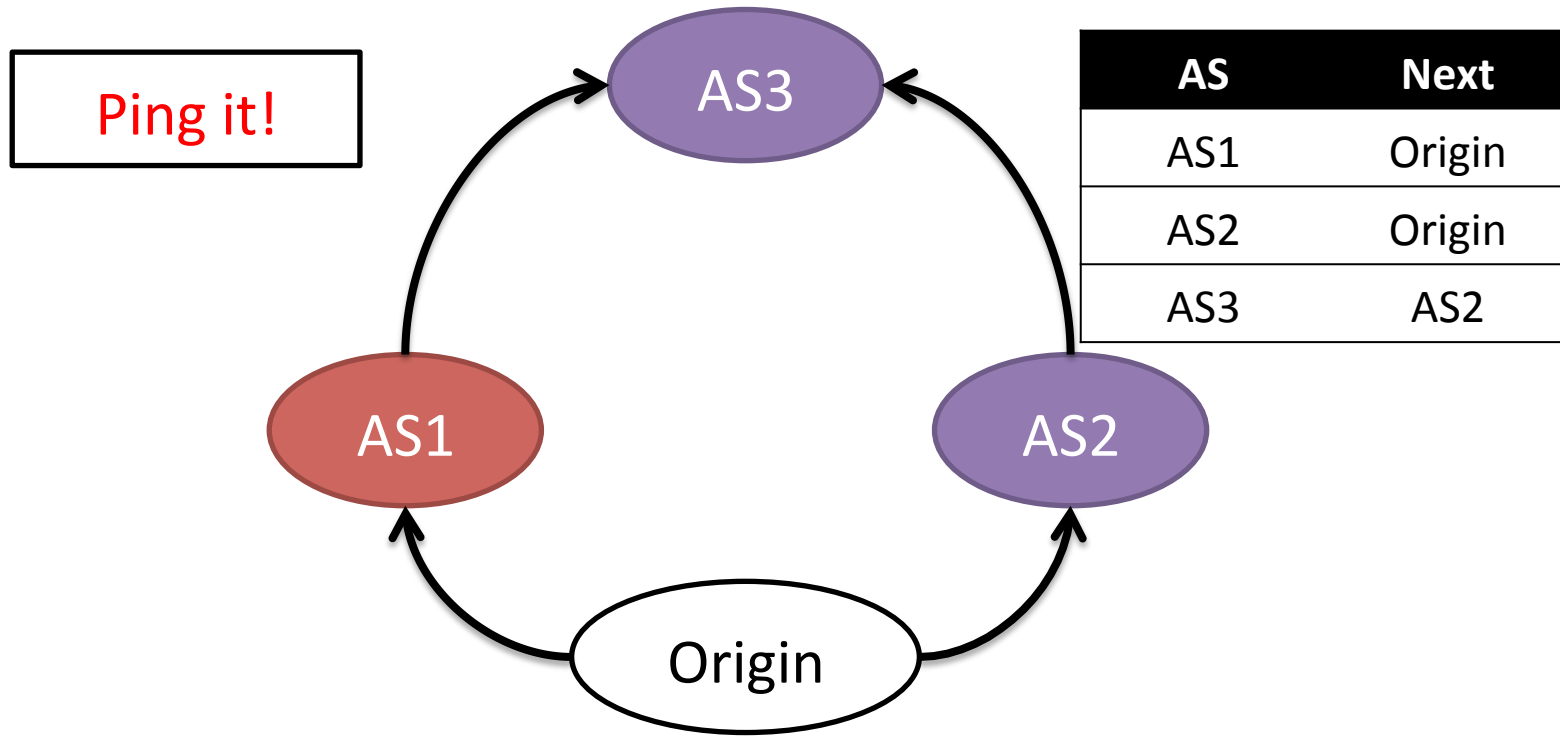 Ping it!
AS3
AS Next
AS1 Origin
AS2 Origin
AS3 AS2
AS1
AS2
Origin